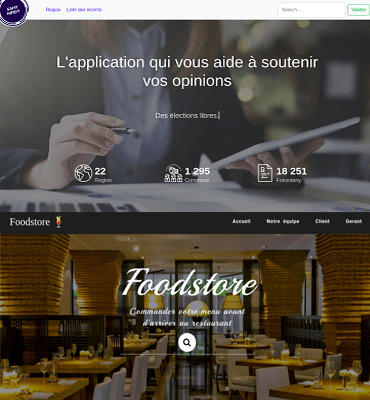 Region Liste des inscrits Search... Valider
L'application qui vous aide à soutenir
vos opinions
Des élections libres.
22 1 295 18 251
Region Commune Fokontany
Foodstore Accueil Notre équipe Client Gerant
Foodstore
Commander votre menu avant
d'arriver au restaurant